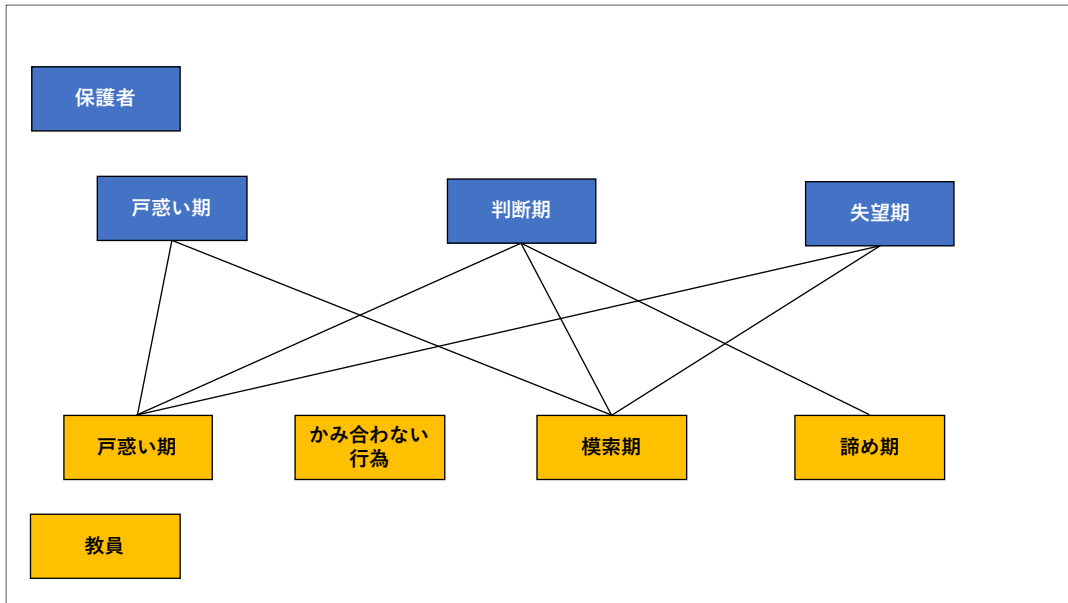 保護者
戸惑い期
判断期
失望期
戸惑い期
かみ合わない
行為
模索期
諦め期
教員